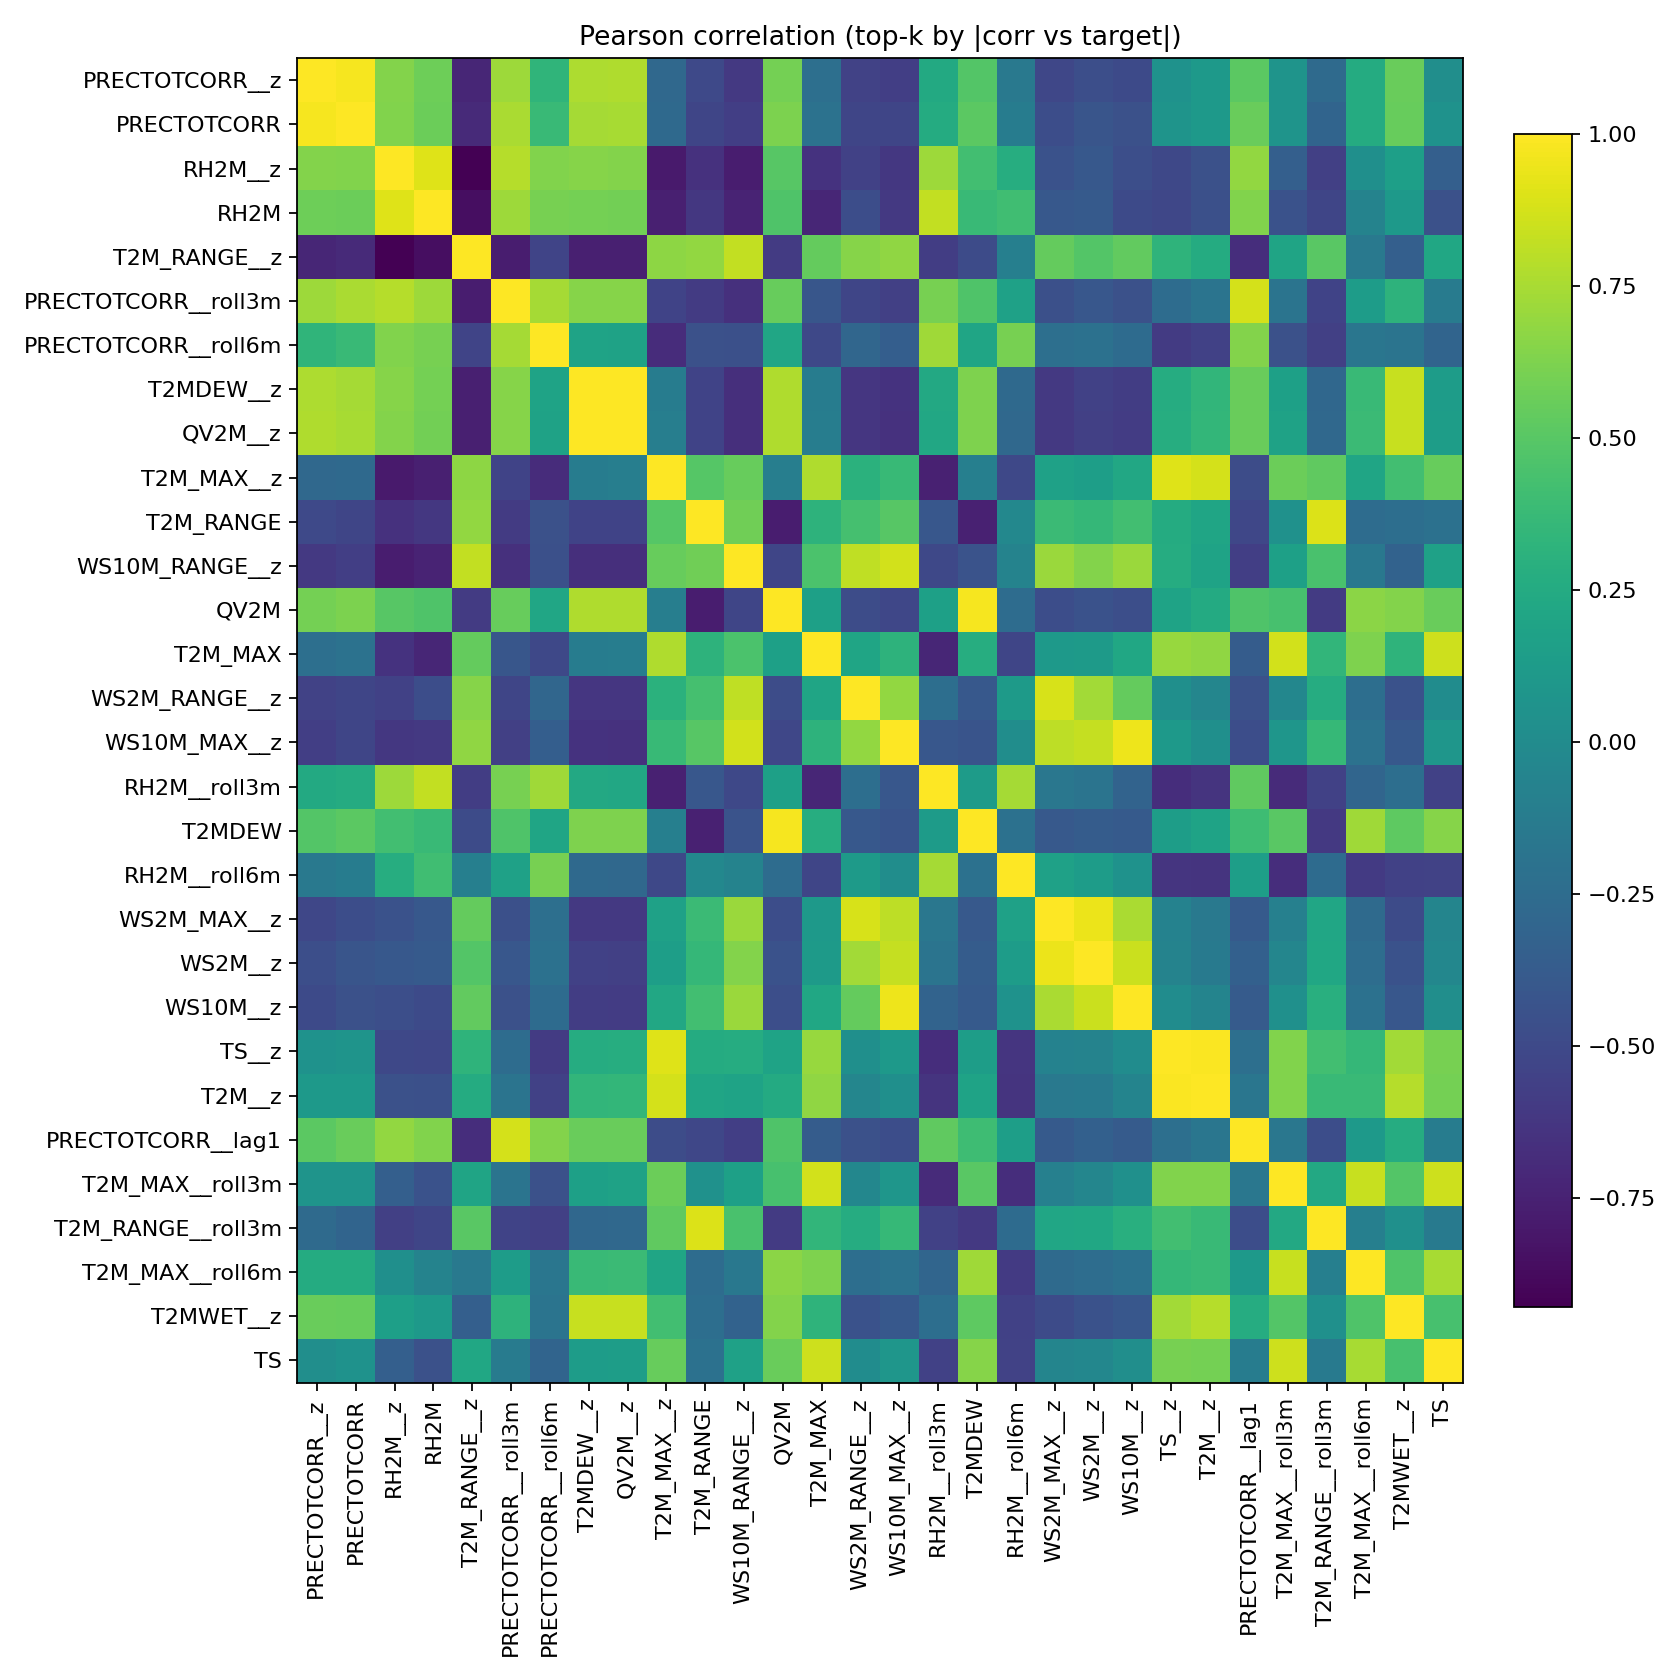 Pearson correlation (top-k by |corr vs target|)
PRECTOTCORR__z
PRECTOTCORR
RH2M__z
RH2M
T2M_RANGE__z
PRECTOTCORR__roll3m
PRECTOTCORR__roll6m
T2MDEW__z
QV2M__z
T2M_MAX__z
T2M_RANGE
WS10M_RANGE__z
QV2M
T2M_MAX
WS2M_RANGE__z
WS10M_MAX__z
RH2M__roll3m
T2MDEW
RH2M__roll6m
WS2M_MAX__z
WS2M__z
WS10M__z
TS__z
T2M__z
PRECTOTCORR__lag1
T2M_MAX__roll3m
T2M_RANGE__roll3m
T2M_MAX__roll6m
T2MWET__z
TS
PRECTOTCORR__z
PRECTOTCORR
RH2M__z
RH2M
T2M_RANGE__z
PRECTOTCORR__roll3m
PRECTOTCORR__roll6m
T2MDEW__z
QV2M__z
T2M_MAX__z
T2M_RANGE
WS10M_RANGE__z
QV2M
T2M_MAX
WS2M_RANGE__z
WS10M_MAX__z
RH2M__roll3m
T2MDEW
RH2M__roll6m
WS2M_MAX__z
WS2M__z
WS10M__z
TS__z
T2M__z
PRECTOTCORR__lag1
T2M_MAX__roll3m
T2M_RANGE__roll3m
T2M_MAX__roll6m
T2MWET__z
TS
1.00
0.75
0.50
0.25
0.00
−0.25
−0.50
−0.75